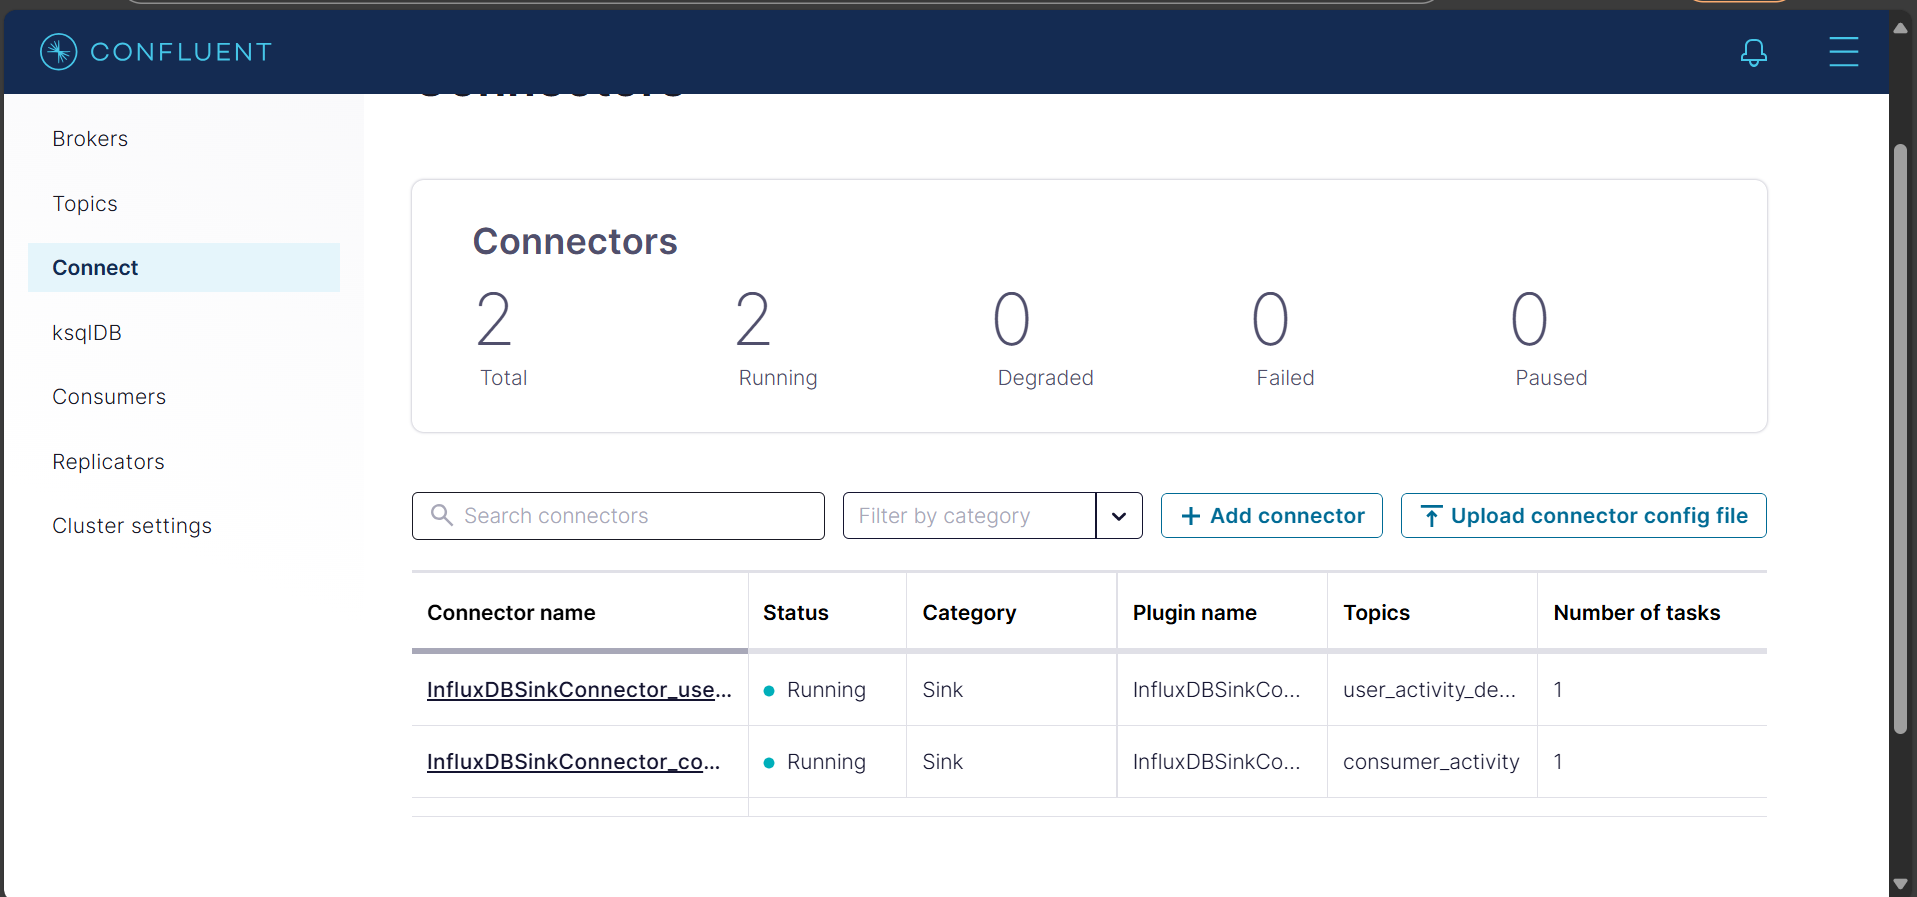 CONFLUENT
Connectors
Brokers
Topics
Connect
ksqlDB
Consumers
Replicators
Cluster settings
Connectors
2 2 0 0 0
Total Running Degraded Failed Paused
Search connectors Filter by category Add connector Upload connector config file
Connector name Status Category Plugin name Topics Number of tasks
InfluxDBSinkConnector_use... Running Sink InfluxDBSinkCo... user_activity_de... 1
InfluxDBSinkConnector_co... Running Sink InfluxDBSinkCo... consumer_activity 1